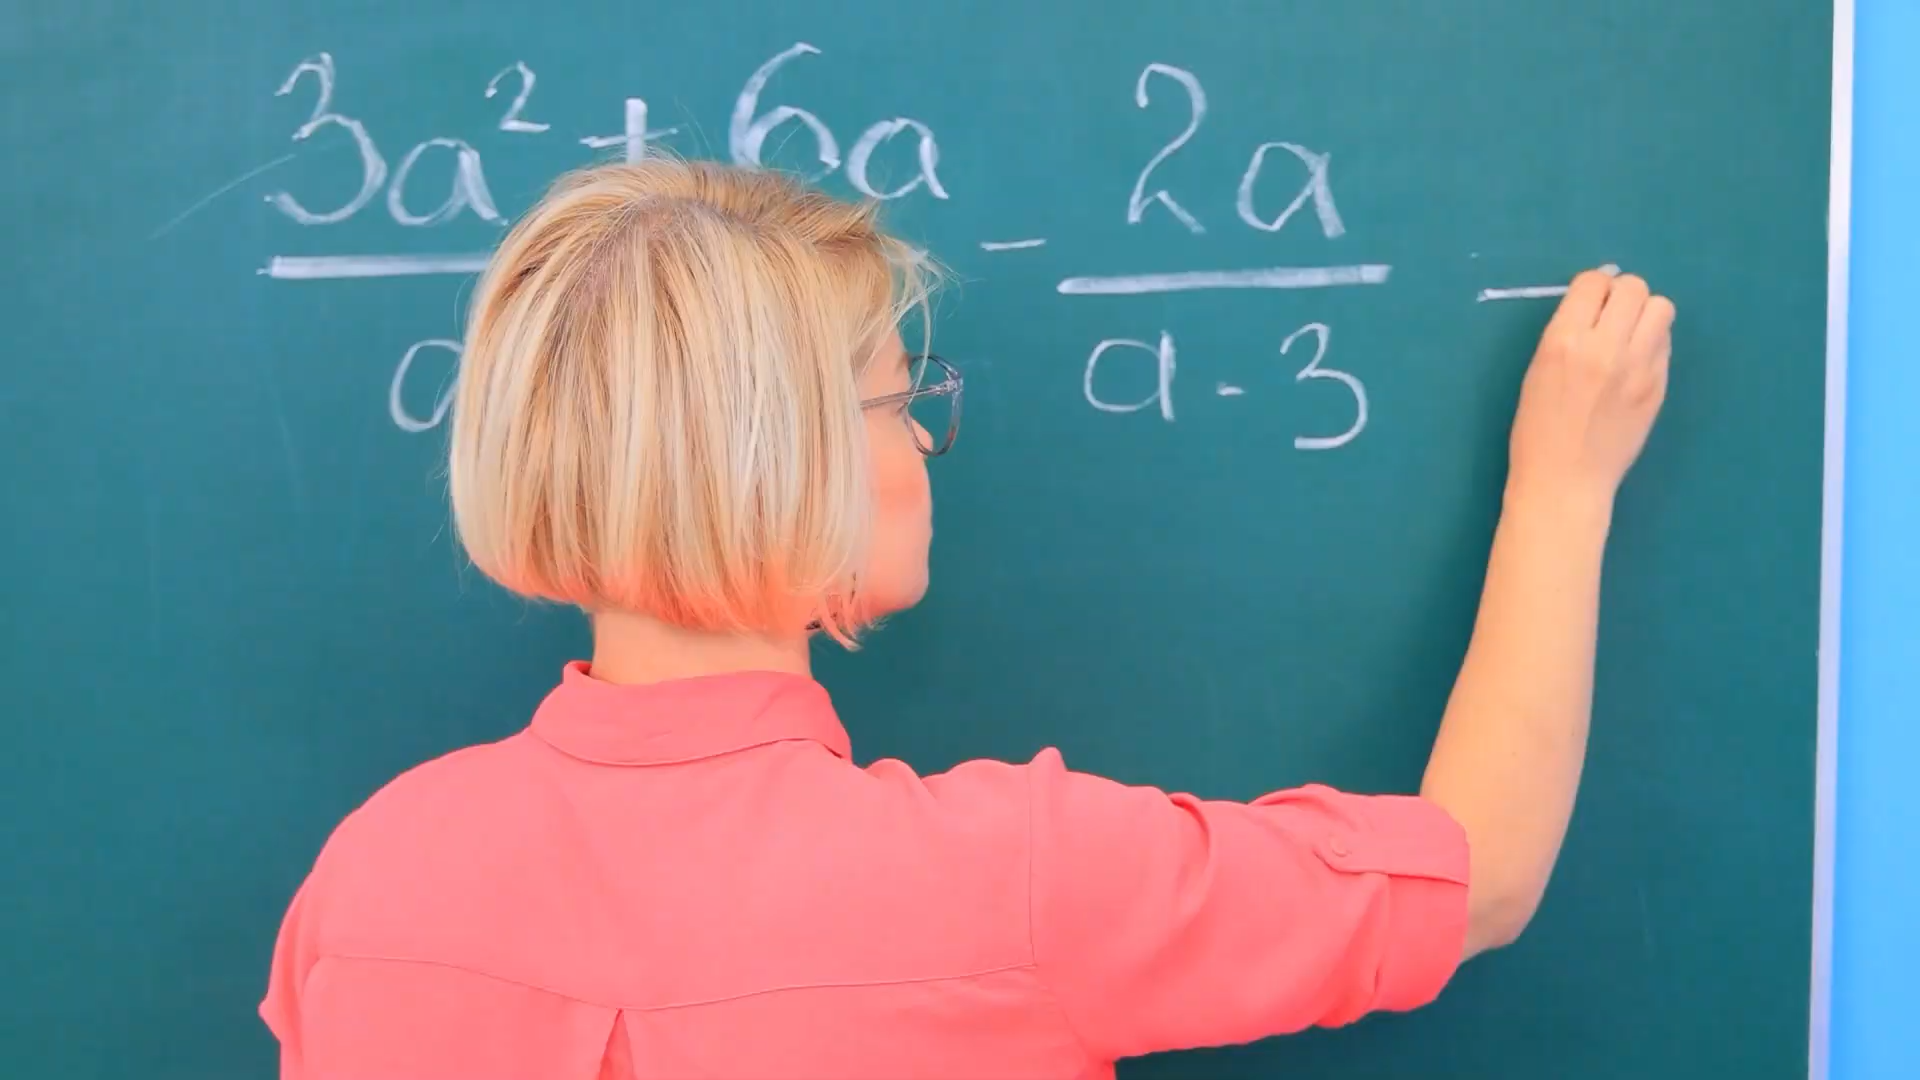 3a² + 6a - 2a
a a - 3